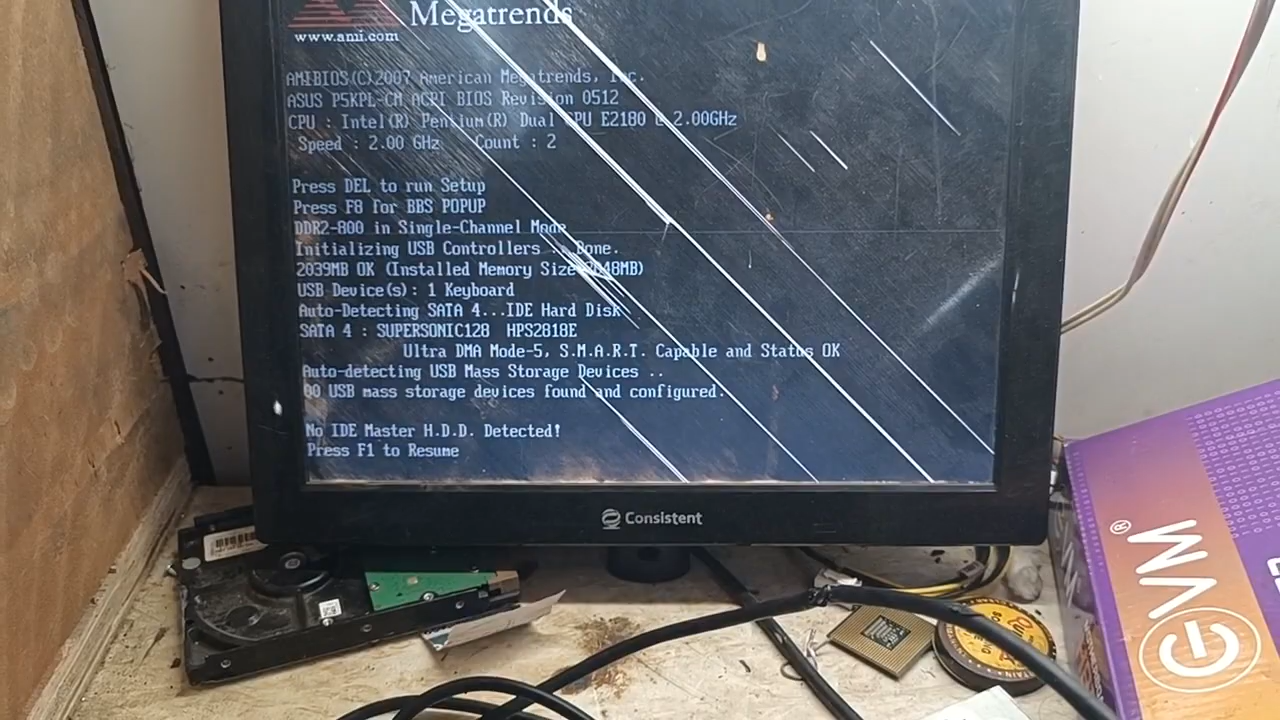 Megatrends
www.ami.com
AMIBIOS(C)2007 American Megatrends, Inc.
ASUS P5KPL-CM ACPI BIOS Revision 0512
CPU : Intel(R) Pentium(R) Dual CPU E2180 @ 2.00GHz
Speed : 2.00 GHz Count : 2
Press DEL to run Setup
Press F8 for BBS POPUP
DDR2-800 in Single-Channel Mode
Initializing USB Controllers .. Done.
2039MB OK (Installed Memory Size 2048MB)
USB Device(s): 1 Keyboard
Auto-Detecting SATA 4...IDE Hard Disk
SATA 4 : SUPERSONIC128 HPS2818E
Ultra DMA Mode-5, S.M.A.R.T. Capable and Status OK
Auto-detecting USB Mass Storage Devices ..
00 USB mass storage devices found and configured.
No IDE Master H.D.D. Detected!
Press F1 to Resume
Consistent
VM®